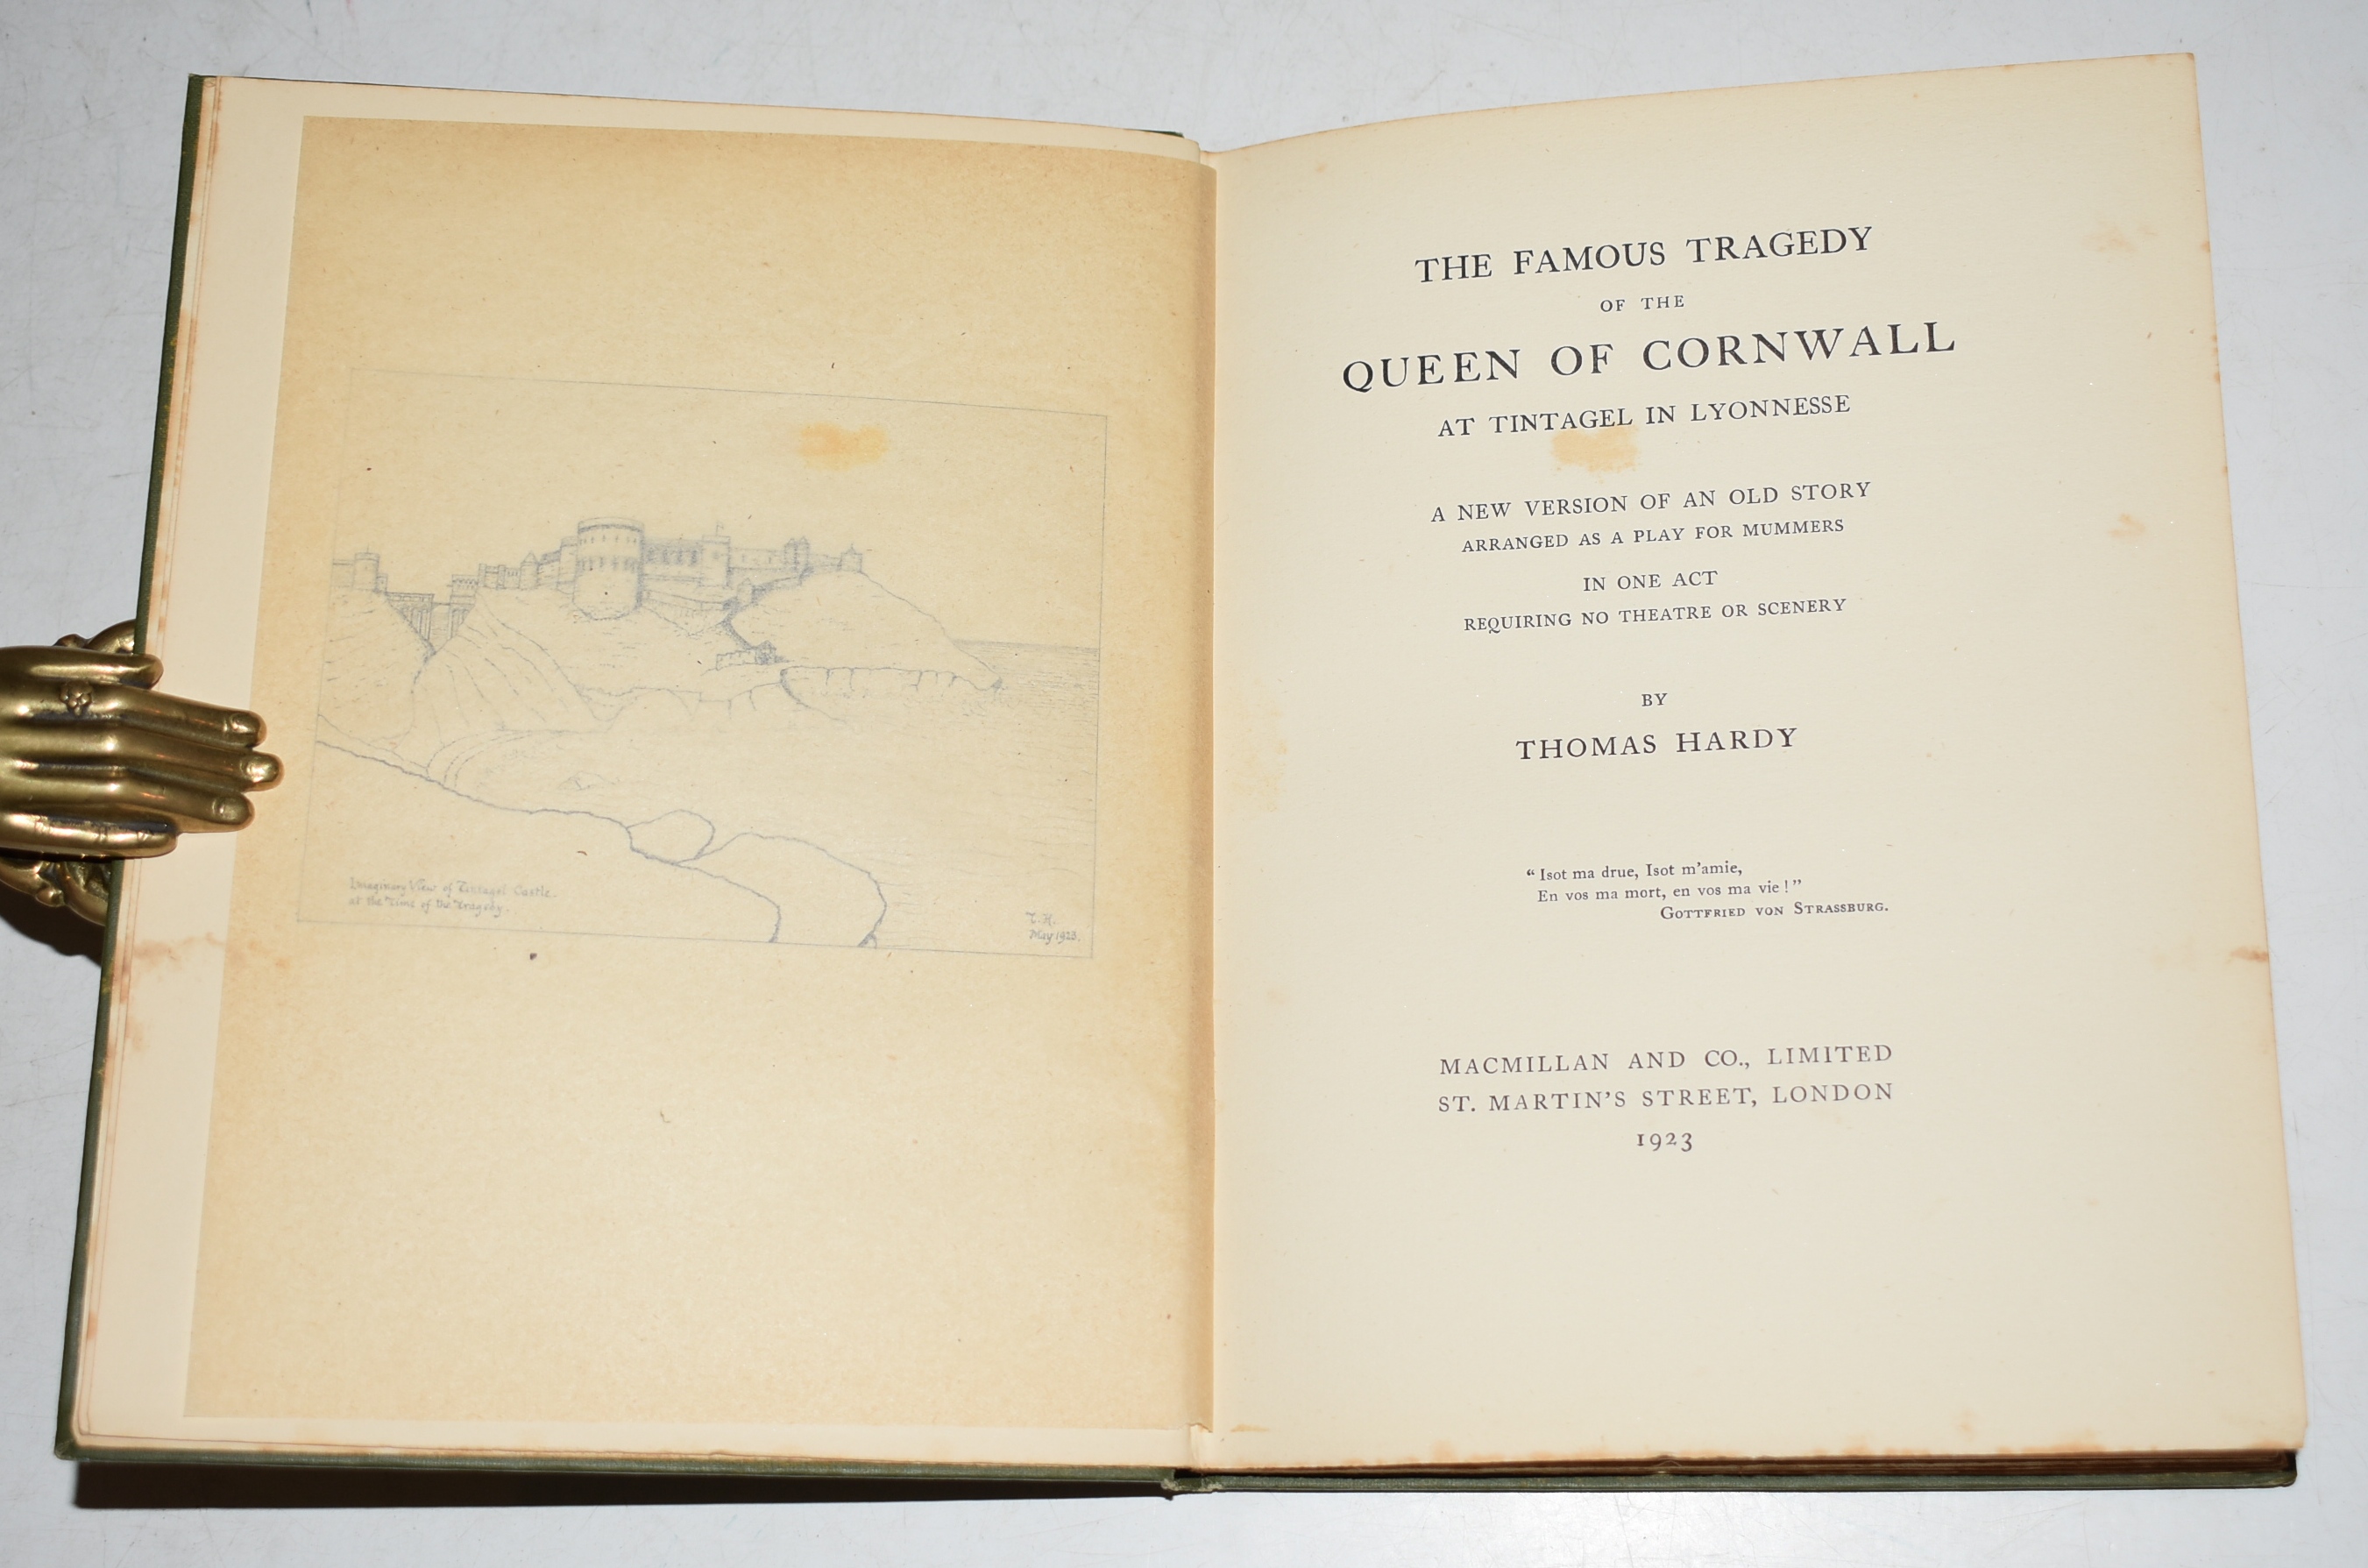 Imaginary View of Tintagel Castle
at the Time of the Tragedy.
T. H.
May 1923.
THE FAMOUS TRAGEDY
OF THE
QUEEN OF CORNWALL
AT TINTAGEL IN LYONNESSE
A NEW VERSION OF AN OLD STORY
ARRANGED AS A PLAY FOR MUMMERS
IN ONE ACT
REQUIRING NO THEATRE OR SCENERY
BY
THOMAS HARDY
“Isot ma drue, Isot m’amie,
En vos ma mort, en vos ma vie!”
GOTTFRIED VON STRASSBURG.
MACMILLAN AND CO., LIMITED
ST. MARTIN’S STREET, LONDON
1923